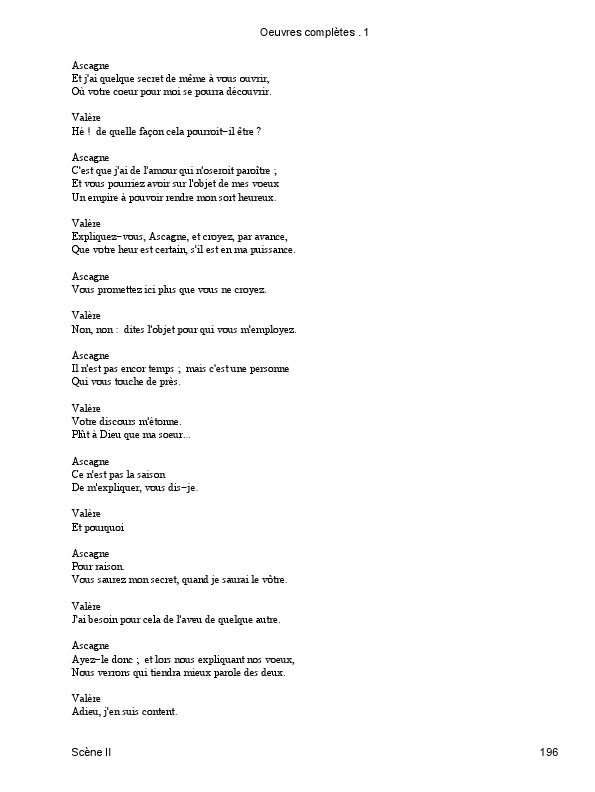 Oeuvres complètes . 1
Ascagne
Et j'ai quelque secret de même à vous ouvrir,
Où votre coeur pour moi se pourra découvrir.
Valère
Hé ! de quelle façon cela pourroit-il être ?
Ascagne
C'est que j'ai de l'amour qui n'oseroit paroître ;
Et vous pourriez avoir sur l'objet de mes voeux
Un empire à pouvoir rendre mon sort heureux.
Valère
Expliquez-vous, Ascagne, et croyez, par avance,
Que votre heur est certain, s'il est en ma puissance.
Ascagne
Vous promettez ici plus que vous ne croyez.
Valère
Non, non : dites l'objet pour qui vous m'employez.
Ascagne
Il n'est pas encor temps ; mais c'est une personne
Qui vous touche de près.
Valère
Votre discours m'étonne.
Plût à Dieu que ma soeur...
Ascagne
Ce n'est pas la saison
De m'expliquer, vous dis-je.
Valère
Et pourquoi
Ascagne
Pour raison.
Vous saurez mon secret, quand je saurai le vôtre.
Valère
J'ai besoin pour cela de l'aveu de quelque autre.
Ascagne
Ayez-le donc ; et lors nous expliquant nos voeux,
Nous verrons qui tiendra mieux parole des deux.
Valère
Adieu, j'en suis content.
Scène II
196